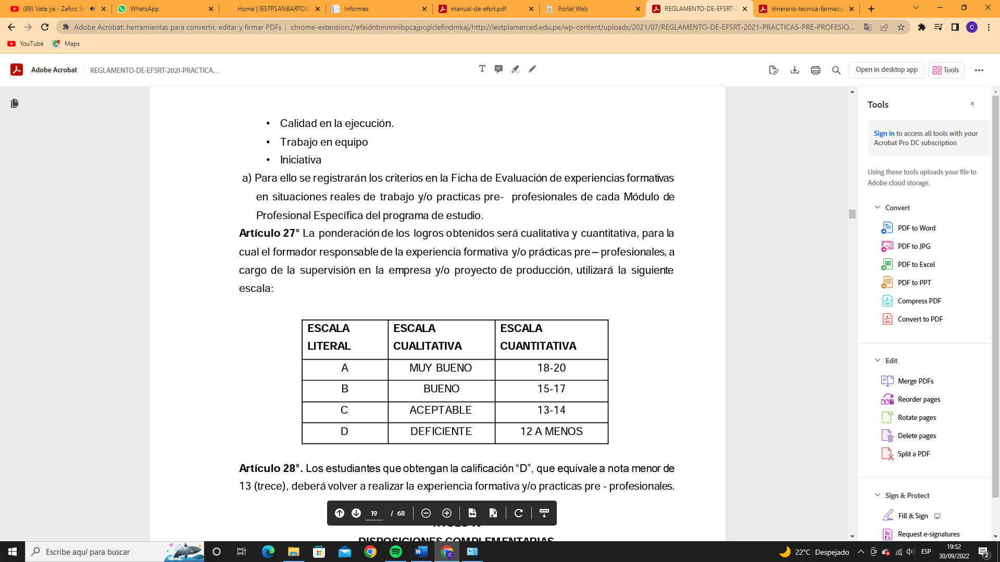 (89) Vete ya - Zafiro Se
WhatsApp
Home | IESTPSANBARTOLO
Informes
manual-de-efsrt.pdf
Portal Web
REGLAMENTO-DE-EFSRT-2
itinerario-tecnica-farmacia
Adobe Acrobat: herramientas para convertir, editar y firmar PDFs | chrome-extension://efaidnbmnnnibpcajpcglclefindmkaj/http://iestplamerced.edu.pe/wp-content/uploads/2021/07/REGLAMENTO-DE-EFSRT-2021-PRACTICAS-PRE-PROFESIO...
C
YouTube
Maps
Adobe Acrobat
REGLAMENTO-DE-EFSRT-2021-PRACTICA...
Open in desktop app
Tools
• Calidad en la ejecución.
• Trabajo en equipo
• Iniciativa
a) Para ello se registrarán los criterios en la Ficha de Evaluación de experiencias formativas
en situaciones reales de trabajo y/o practicas pre- profesionales de cada Módulo de
Profesional Específica del programa de estudio.
Artículo 27° La ponderación de los logros obtenidos será cualitativa y cuantitativa, para la
cual el formador responsable de la experiencia formativa y/o prácticas pre – profesionales, a
cargo de la supervisión en la empresa y/o proyecto de producción, utilizará la siguiente
escala:
ESCALA LITERAL ESCALA CUALITATIVA ESCALA CUANTITATIVA
A MUY BUENO 18-20
B BUENO 15-17
C ACEPTABLE 13-14
D DEFICIENTE 12 A MENOS
Artículo 28°. Los estudiantes que obtengan la calificación “D”, que equivale a nota menor de
13 (trece), deberá volver a realizar la experiencia formativa y/o practicas pre - profesionales.
19 / 68
DISPOSICIONES COMPLEMENTARIAS
Tools
Sign in to access all tools with your
Acrobat Pro DC subscription
Using these tools uploads your file to
Adobe cloud storage.
Convert
PDF to Word
PDF to JPG
PDF to Excel
PDF to PPT
Compress PDF
Convert to PDF
Edit
Merge PDFs
Reorder pages
Rotate pages
Delete pages
Split a PDF
Sign & Protect
Fill & Sign
Request e-signatures
Escribe aquí para buscar
22°C Despejado
ESP
19:52
30/09/2022
2